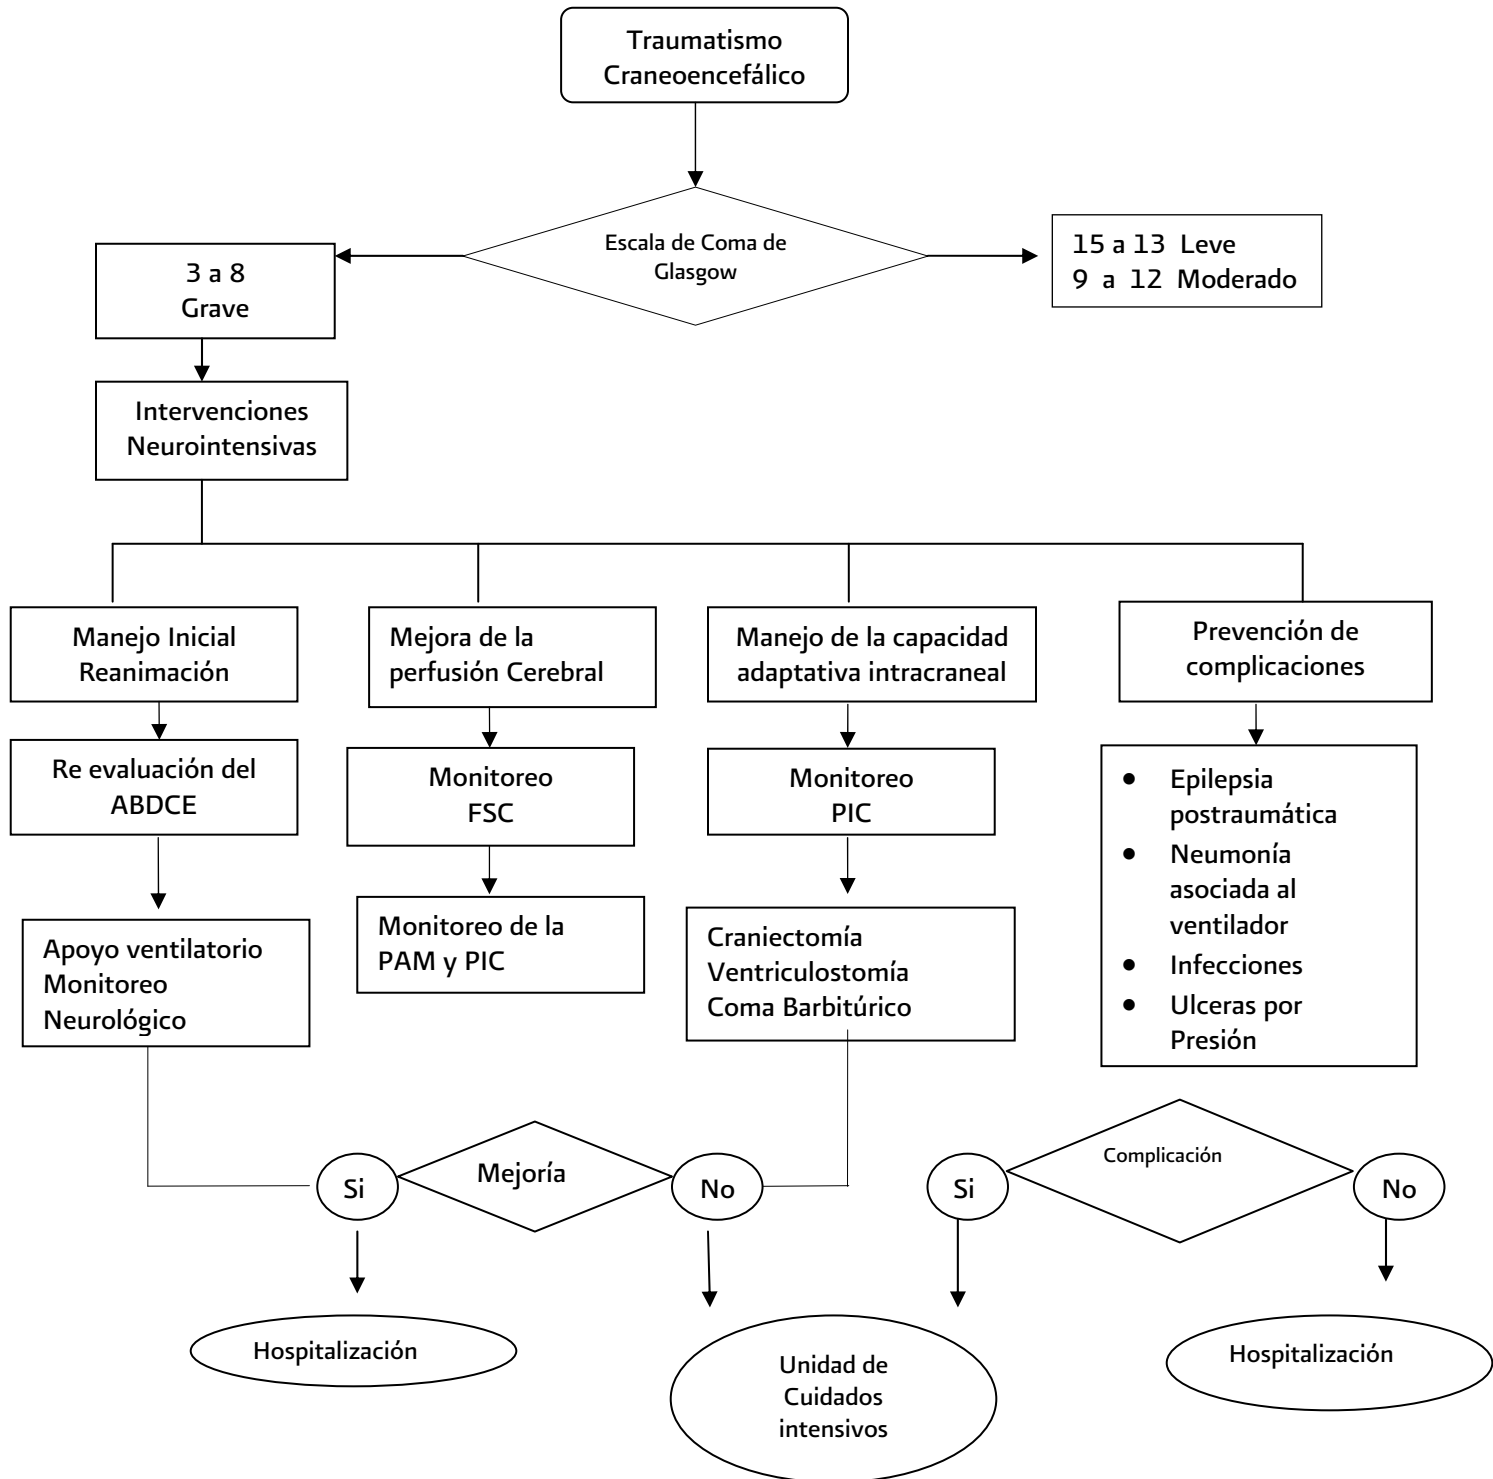 Traumatismo
Craneoencefálico
Escala de Coma de
Glasgow
15 a 13 Leve
9 a 12 Moderado
3 a 8
Grave
Intervenciones
Neurointensivas
Manejo Inicial
Reanimación
Mejora de la
perfusión Cerebral
Manejo de la capacidad
adaptativa intracraneal
Prevención de
complicaciones
Re evaluación del
ABDCE
Monitoreo
FSC
Monitoreo
PIC
• Epilepsia
postraumática
• Neumonía
asociada al
ventilador
• Infecciones
• Ulceras por
Presión
Apoyo ventilatorio
Monitoreo
Neurológico
Monitoreo de la
PAM y PIC
Craniectomía
Ventriculostomía
Coma Barbitúrico
Si
Mejoría
No
Si
Complicación
No
Hospitalización
Unidad de
Cuidados
intensivos
Hospitalización